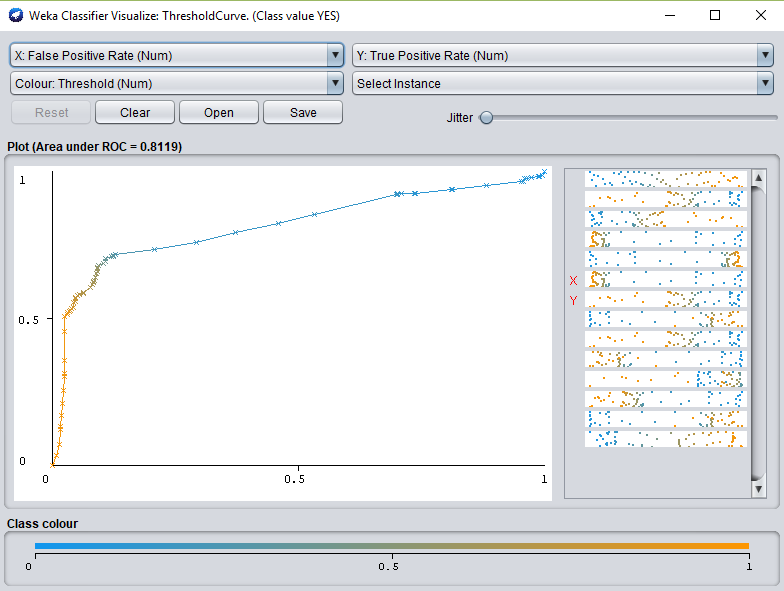 Weka Classifier Visualize: ThresholdCurve. (Class value YES)
X: False Positive Rate (Num) Y: True Positive Rate (Num)
Colour: Threshold (Num) Select Instance
Reset Clear Open Save Jitter
Plot (Area under ROC = 0.8119)
1
0.5
0
0 0.5 1
X
Y
Class colour
0 0.5 1